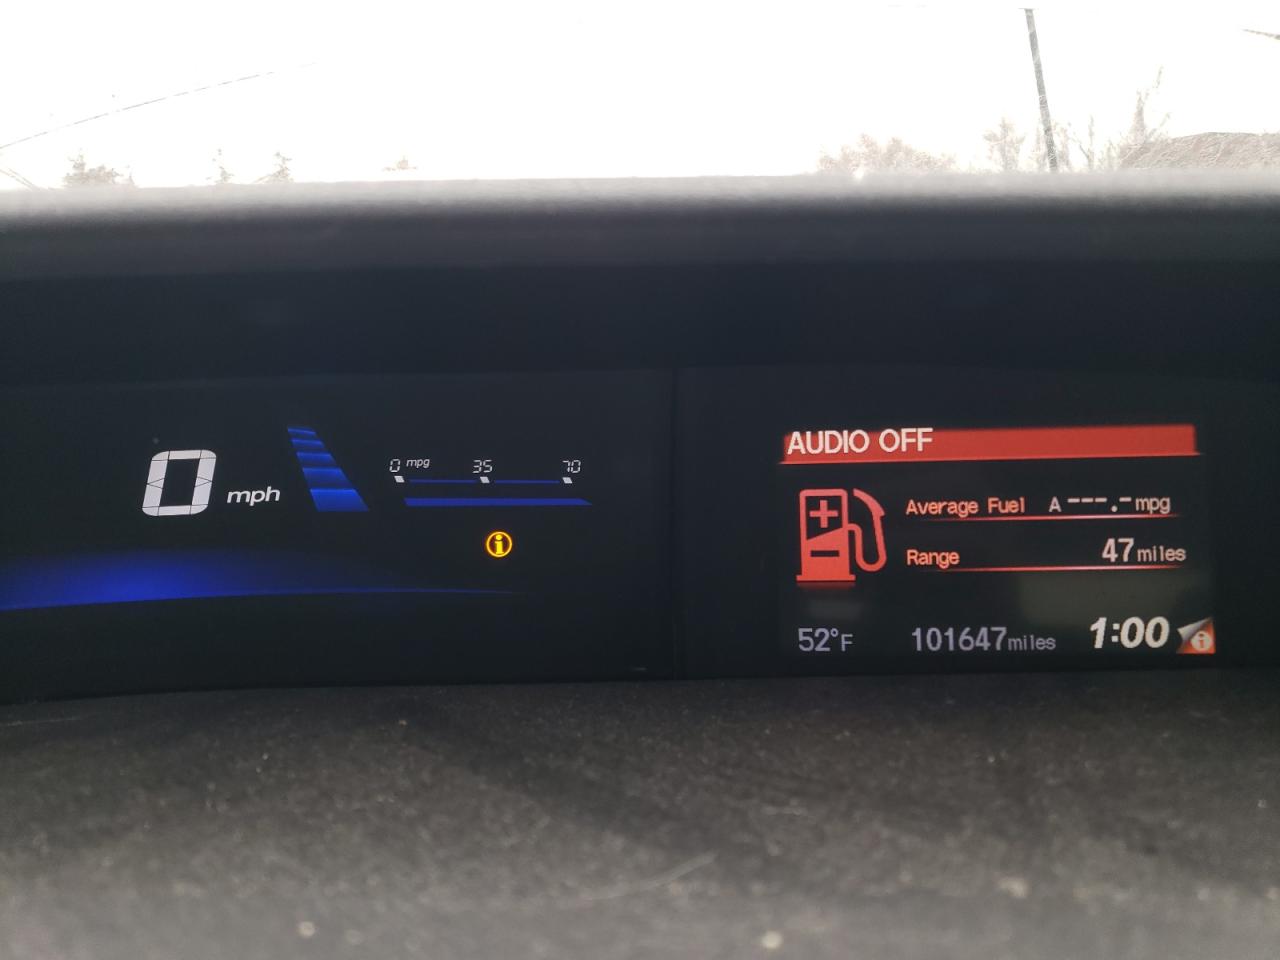 0 mph
0 mpg 35 70
AUDIO OFF
Average Fuel A ---.- mpg
Range 47 miles
52°F 101647 miles 1:00